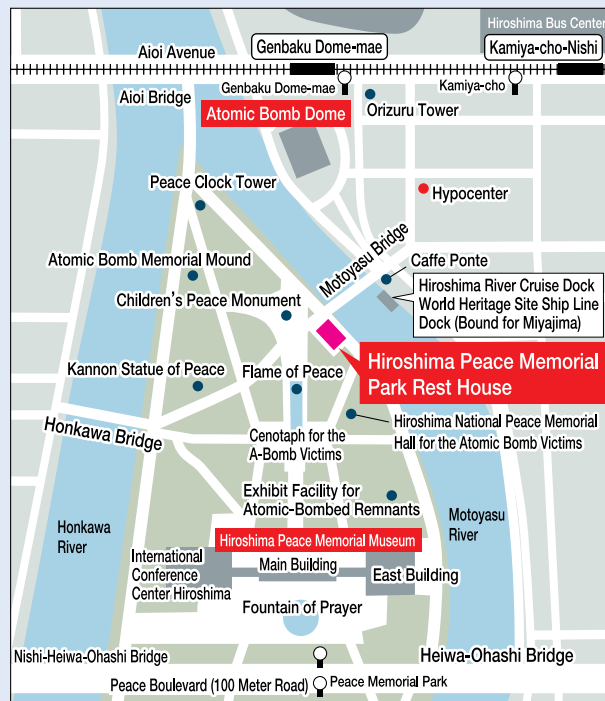 Hiroshima Bus Center
Aioi Avenue
Genbaku Dome-mae
Kamiya-cho-Nishi
Aioi Bridge
Genbaku Dome-mae
Kamiya-cho
Atomic Bomb Dome
Orizuru Tower
Peace Clock Tower
Hypocenter
Motoyasu Bridge
Atomic Bomb Memorial Mound
Caffe Ponte
Hiroshima River Cruise Dock
World Heritage Site Ship Line
Dock (Bound for Miyajima)
Children's Peace Monument
Hiroshima Peace Memorial
Park Rest House
Kannon Statue of Peace
Flame of Peace
Honkawa Bridge
Hiroshima National Peace Memorial
Hall for the Atomic Bomb Victims
Cenotaph for the
A-Bomb Victims
Exhibit Facility for
Atomic-Bombed Remnants
Honkawa
River
Motoyasu
River
Hiroshima Peace Memorial Museum
International
Conference
Center Hiroshima
Main Building
East Building
Fountain of Prayer
Nishi-Heiwa-Ohashi Bridge
Heiwa-Ohashi Bridge
Peace Boulevard (100 Meter Road)
Peace Memorial Park